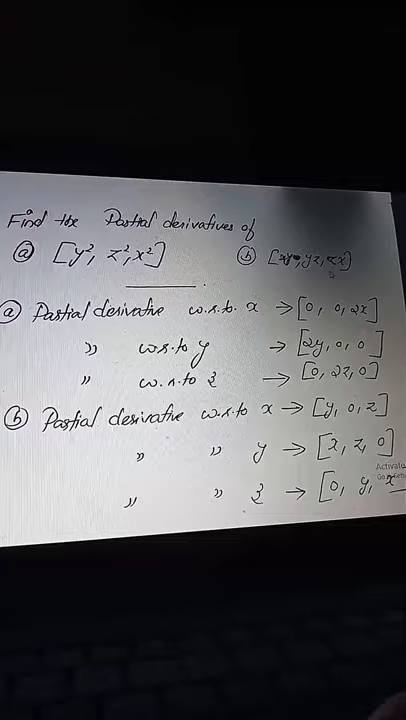 Find the Partial derivatives of
(a) [y², z², x²] (b) [xy, yz, zx]
(a) Partial derivative w.r.to. x → [0, 0, 2x]
" w.r.to y → [2y, 0, 0]
" w.r.to z → [0, 2z, 0]
(b) Partial derivative w.r.to x → [y, 0, z]
" " y → [x, z, 0]
Activate
" " z → [0, y, x